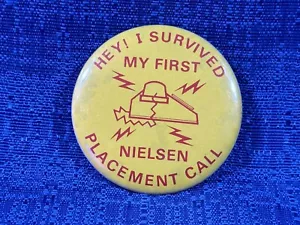 HEY! I SURVIVED
MY FIRST
NIELSEN
PLACEMENT CALL